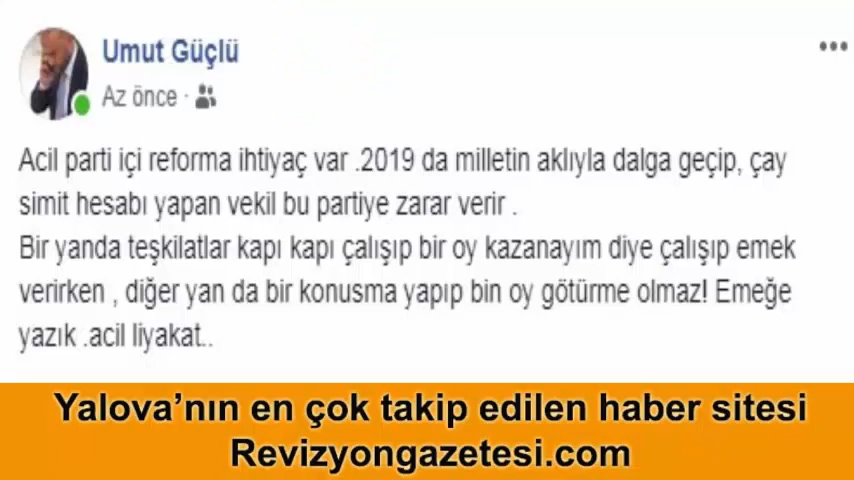 Umut Güçlü
Az önce ·
Acil parti içi reforma ihtiyaç var .2019 da milletin aklıyla dalga geçip, çay
simit hesabı yapan vekil bu partiye zarar verir .
Bir yanda teşkilatlar kapı kapı çalışıp bir oy kazanayım diye çalışıp emek
verirken , diğer yan da bir konusma yapıp bin oy götürme olmaz! Emeğe
yazık .acil liyakat..
Yalova’nın en çok takip edilen haber sitesi
Revizyongazetesi.com